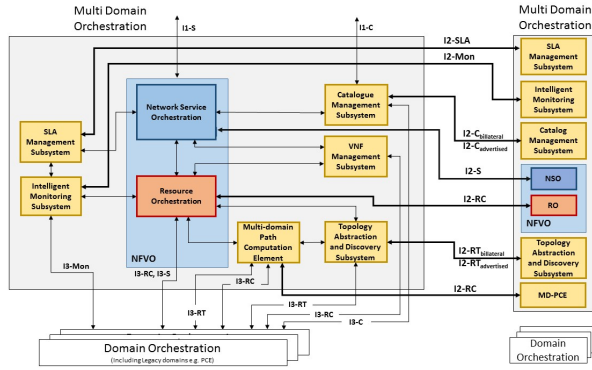 Multi Domain
Orchestration
I1-S
I1-C
I2-SLA
I2-Mon
Network Service
Orchestration
Catalogue
Management
Subsystem
SLA
Management
Subsystem
VNF
Management
Subsystem
I2-Cbilateral
I2-Cadvertised
I2-S
Intelligent
Monitoring
Subsystem
Resource
Orchestration
I2-RC
Multi-domain
Path
Computation
Element
Topology
Abstraction
and Discovery
Subsystem
I2-RTbilateral
I2-RTadvertised
NFVO
I3-Mon
I3-RC, I3-S
I3-RT
I3-RC
I3-RT
I3-RC
I3-C
I2-RC
Domain Orchestration
(Including Legacy domains e.g. PCE)
Multi Domain
Orchestration
SLA
Management
Subsystem
Intelligent
Monitoring
Subsystem
Catalog
Management
Subsystem
NSO
RO
NFVO
Topology
Abstraction
and Discovery
Subsystem
MD-PCE
Domain
Orchestration